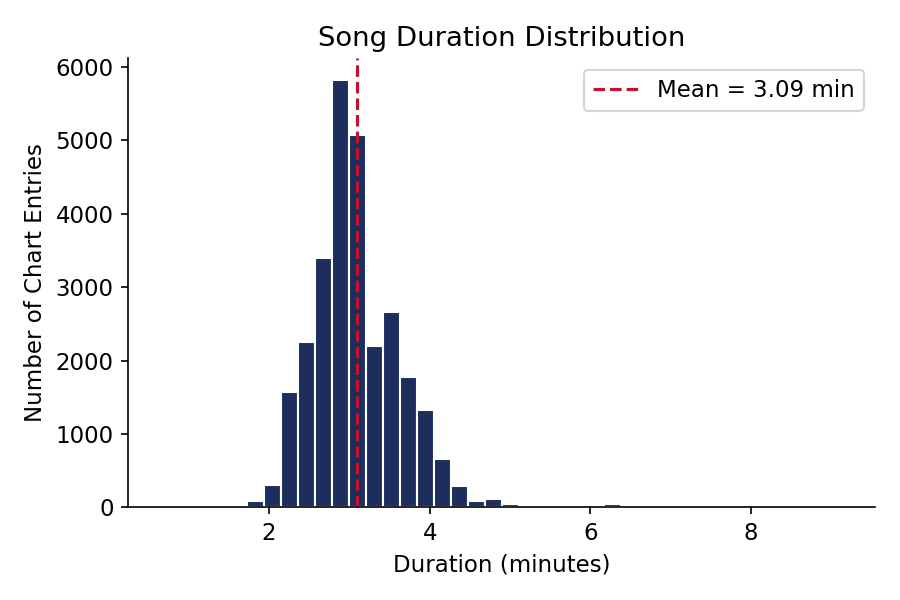 Song Duration Distribution
Mean = 3.09 min
Number of Chart Entries
6000
5000
4000
3000
2000
1000
0
2 4 6 8
Duration (minutes)